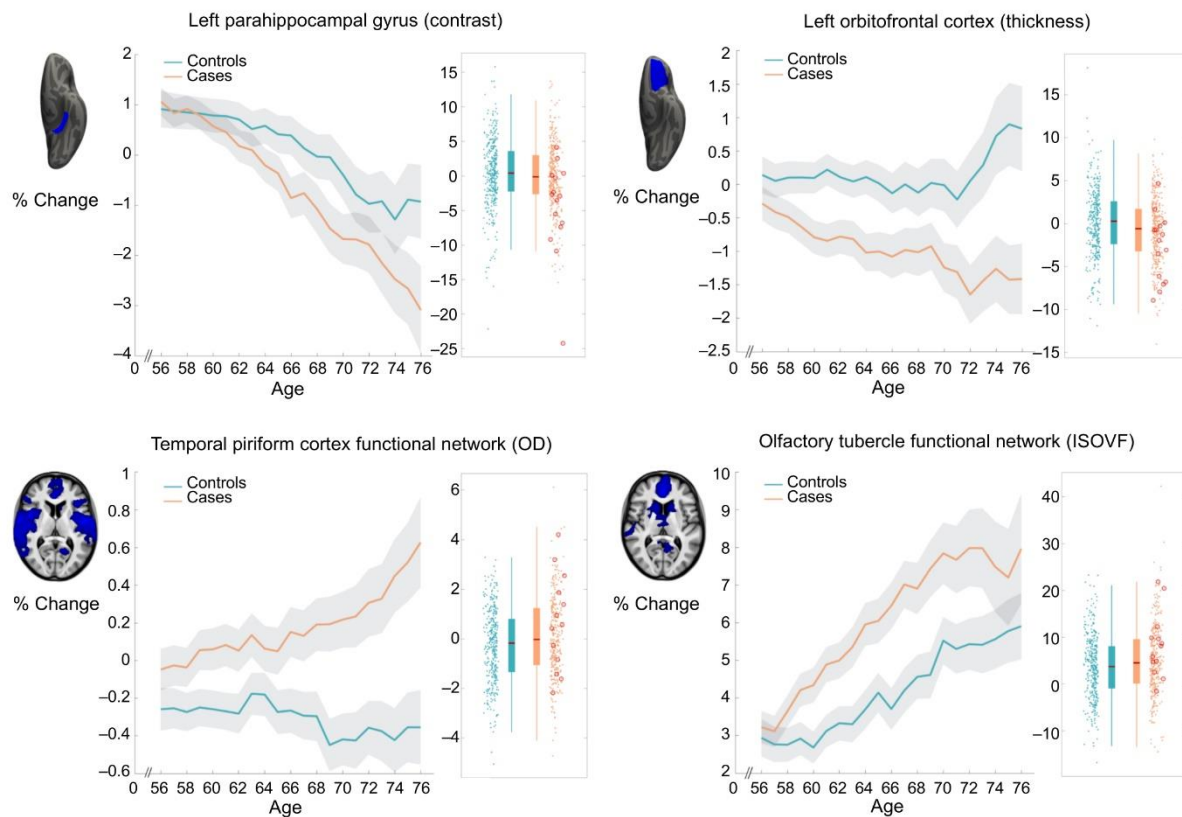 Left parahippocampal gyrus (contrast)
Controls
Cases
% Change
2
1
0
–1
–2
–3
–4
0 56 58 60 62 64 66 68 70 72 74 76
Age
15
10
5
0
–5
–10
–15
–20
–25
Left orbitofrontal cortex (thickness)
Controls
Cases
% Change
2
1.5
1
0.5
0
–0.5
–1
–1.5
–2
–2.5
0 56 58 60 62 64 66 68 70 72 74 76
Age
15
10
5
0
–5
–10
–15
Temporal piriform cortex functional network (OD)
Controls
Cases
% Change
1
0.8
0.6
0.4
0.2
0
–0.2
–0.4
–0.6
0 56 58 60 62 64 66 68 70 72 74 76
Age
6
4
2
0
–2
–4
Olfactory tubercle functional network (ISOVF)
Controls
Cases
% Change
10
9
8
7
6
5
4
3
2
0 56 58 60 62 64 66 68 70 72 74 76
Age
40
30
20
10
0
–10